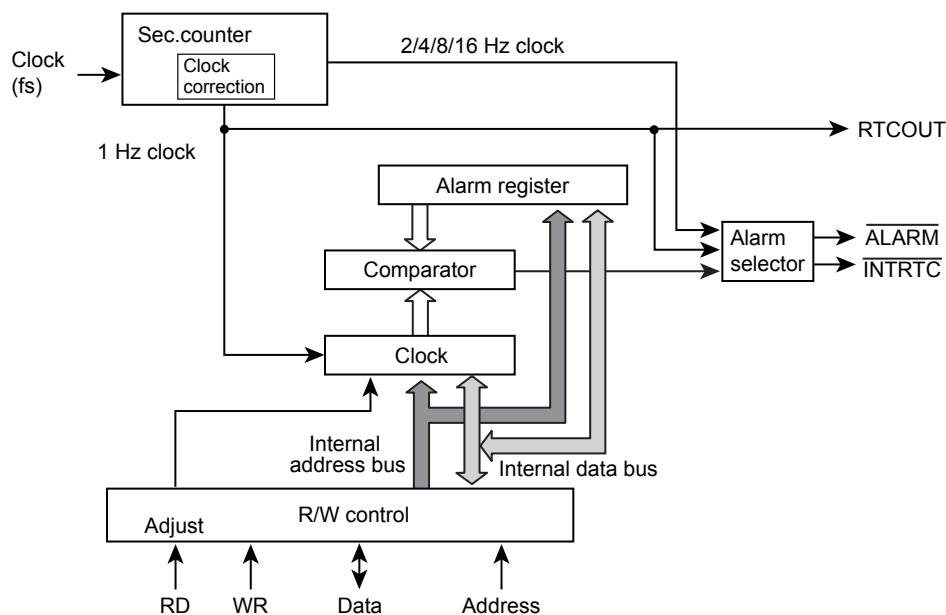 Sec.counter
Clock
correction
2/4/8/16 Hz clock
Clock
(fs)
RTCOUT
1 Hz clock
Alarm register
Alarm
selector
ALARM
INTRTC
Comparator
Clock
Internal
address bus
Internal data bus
R/W control
Adjust
RD
WR
Data
Address